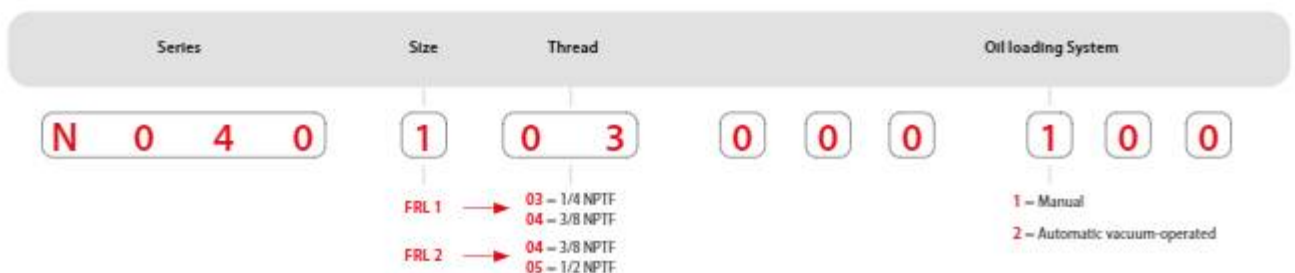 Series Size Thread Oil loading System
N 0 4 0 1 0 3 0 0 0 1 0 0
FRL 1 03 = 1/4 NPTF
04 = 3/8 NPTF
FRL 2 04 = 3/8 NPTF
05 = 1/2 NPTF
1 = Manual
2 = Automatic vacuum-operated